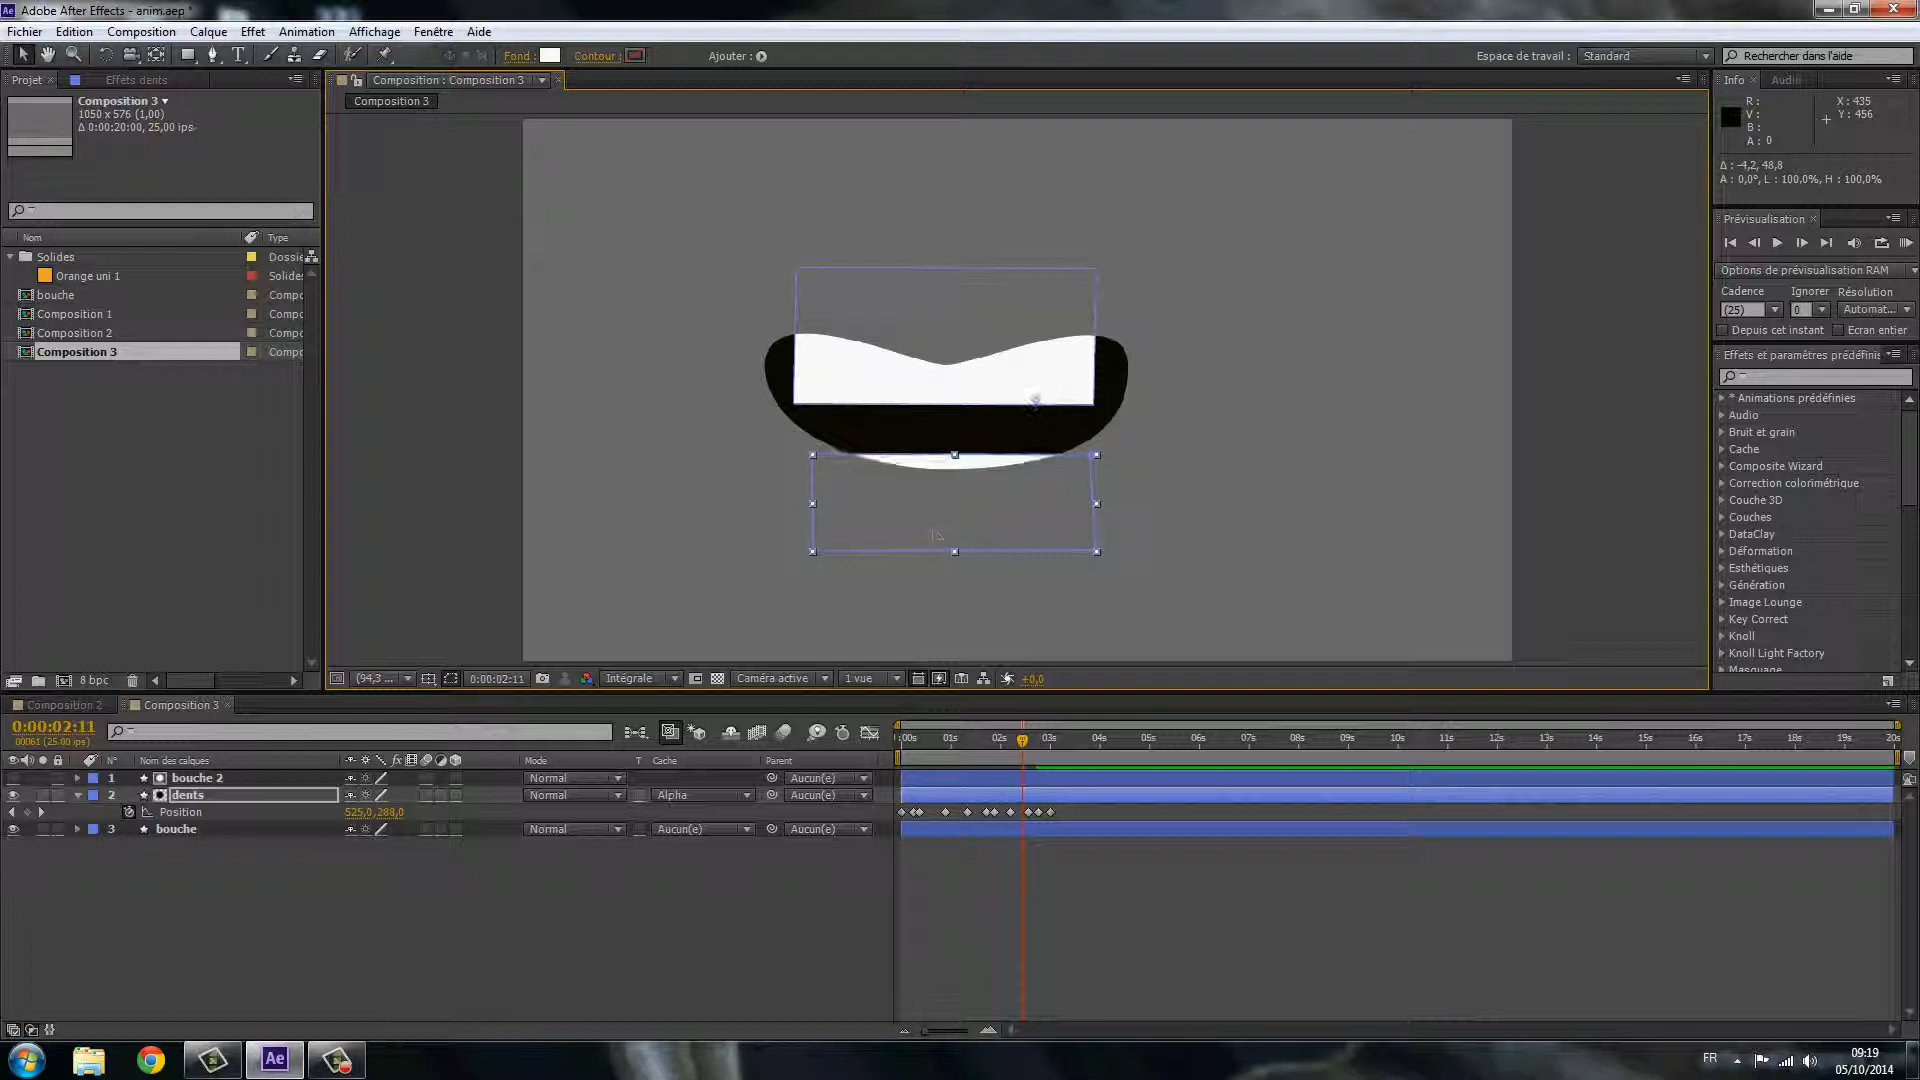 Adobe After Effects - anim.aep *
Fichier Edition Composition Calque Effet Animation Affichage Fenêtre Aide
Fond : Contour : Ajouter : Espace de travail : Standard Rechercher dans l'aide
Projet Effets dents Composition : Composition 3 Info Audio
Composition 3
1050 x 576 (1,00)
Δ 0:00:20:00, 25,00 ips
Composition 3
R :
V :
B :
A : 0
X : 435
Y : 456
Δ : -4,2, 48,8
A : 0,0°, L : 100,0%, H : 100,0%
Prévisualisation
Options de prévisualisation RAM
Cadence Ignorer Résolution
(25) 0 Automat...
Depuis cet instant Ecran entier
Nom Type
Solides Dossie
Orange uni 1 Solides
bouche Compo
Composition 1 Compo
Composition 2 Compo
Composition 3 Compo
Effets et paramètres prédéfinis
* Animations prédéfinies
Audio
Bruit et grain
Cache
Composite Wizard
Correction colorimétrique
Couche 3D
Couches
DataClay
Déformation
Esthétiques
Génération
Image Lounge
Key Correct
Knoll
Knoll Light Factory
Masquage
8 bpc
(94,3 ... 0:00:02:11 Intégrale Caméra active 1 vue +0,0
Composition 2 Composition 3
0:00:02:11
00061 (25.00 ips)
:00s 01s 02s 03s 04s 05s 06s 07s 08s 09s 10s 11s 12s 13s 14s 15s 16s 17s 18s 19s 20s
N° Nom des calques fx Mode T Cache Parent
1 bouche 2 Normal Aucun(e)
2 dents Normal Alpha Aucun(e)
Position 525,0,288,0
3 bouche Normal Aucun(e) Aucun(e)
Ae
FR
09:19
05/10/2014